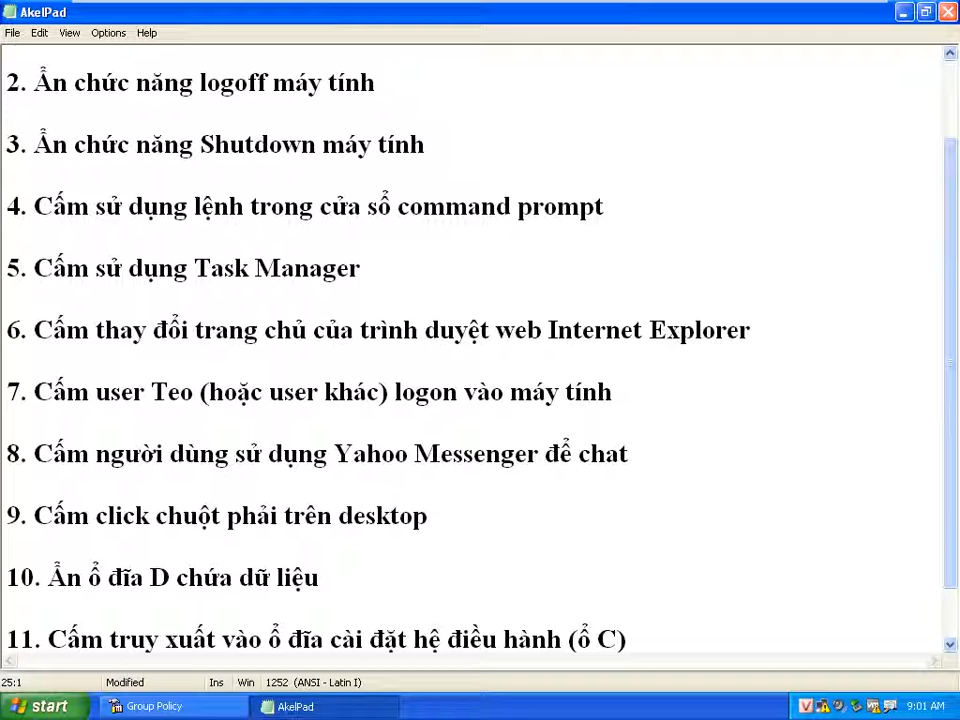 AkelPad
File Edit View Options Help
2. Ẩn chức năng logoff máy tính
3. Ẩn chức năng Shutdown máy tính
4. Cấm sử dụng lệnh trong cửa sổ command prompt
5. Cấm sử dụng Task Manager
6. Cấm thay đổi trang chủ của trình duyệt web Internet Explorer
7. Cấm user Teo (hoặc user khác) logon vào máy tính
8. Cấm người dùng sử dụng Yahoo Messenger để chat
9. Cấm click chuột phải trên desktop
10. Ẩn ổ đĩa D chứa dữ liệu
11. Cấm truy xuất vào ổ đĩa cài đặt hệ điều hành (ổ C)
25:1 Modified Ins Win 1252 (ANSI - Latin I)
start Group Policy AkelPad V 9:01 AM